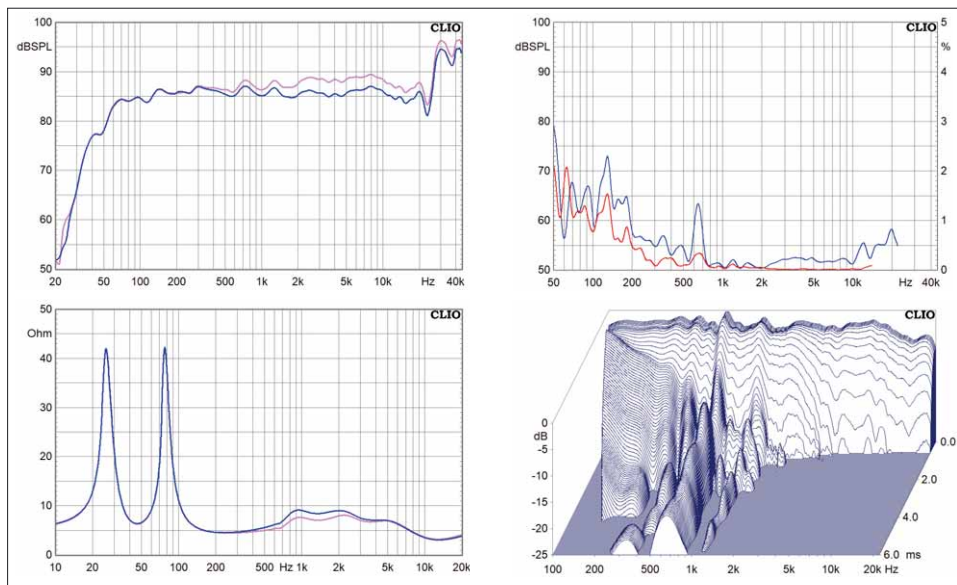 100
CLIO
dBSPL
90
80
70
60
50
20 50 100 200 500 1k 2k 5k 10k Hz 40k
100
CLIO
5
dBSPL
%
90
4
80
3
70
2
60
1
50
0
50 100 200 500 1k 2k 5k 10k Hz 40k
50
CLIO
Ohm
40
30
20
10
0
10 20 50 100 200 500 Hz 1k 2k 5k 10k 20k
CLIO
0
dB
-5
-10
-15
-20
-25
0.0
2.0
4.0
6.0 ms
100 200 500 1k 2k 5k 10k 20k Hz